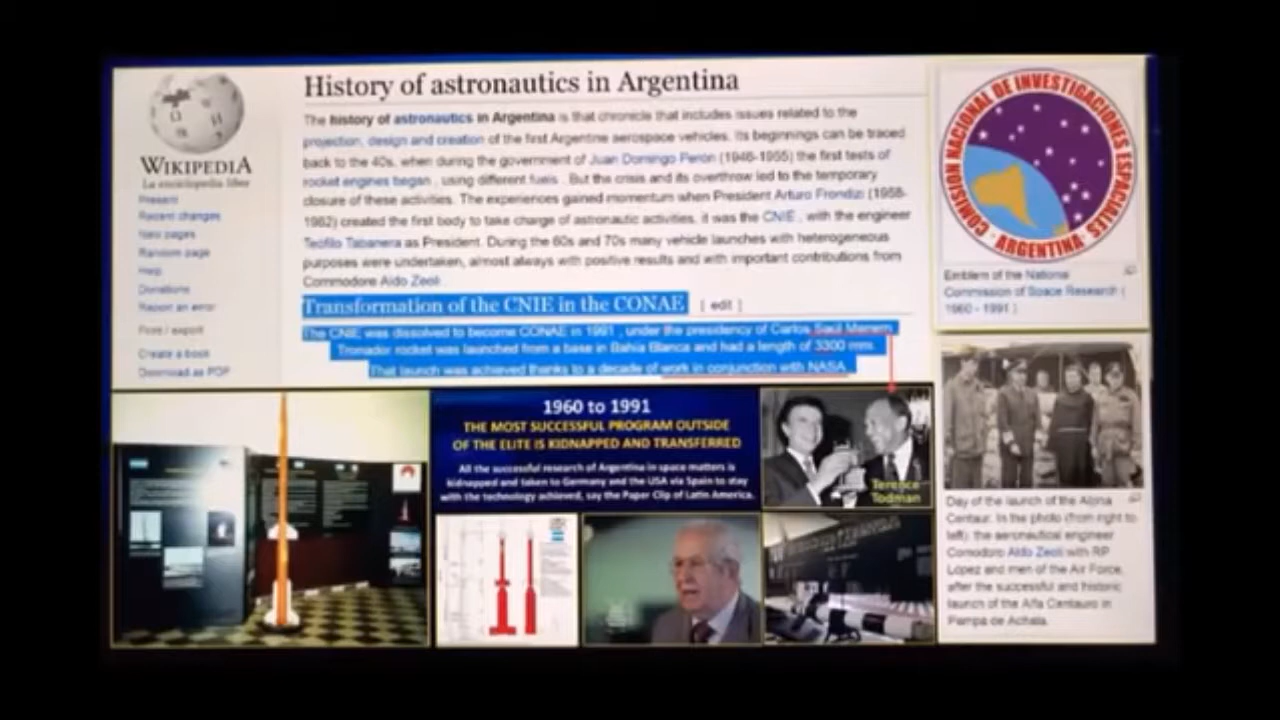 History of astronautics in Argentina
The history of astronautics in Argentina is that chronicle that includes issues related to the
projection, design and creation of the first Argentine aerospace vehicles. Its beginnings can be traced
back to the 40s, when during the government of Juan Domingo Perón (1946-1955) the first tests of
rocket engines began , using different fuels . But the crisis and its overthrow led to the temporary
closure of these activities. The experiences gained momentum when President Arturo Frondizi (1958-
1962) created the first body to take charge of astronautic activities, it was the CNIE , with the engineer
Teófilo Tabanera as President. During the 60s and 70s many vehicle launches with heterogeneous
purposes were undertaken, almost always with positive results and with important contributions from
Commodore Aldo Zeoli
Transformation of the CNIE in the CONAE [ edit ]
The CNIE was dissolved to become CONAE in 1991 , under the presidency of Carlos Saúl Menem
Tronador rocket was launched from a base in Bahía Blanca and had a length of 3300 mm.
That launch was achieved thanks to a decade of work in conjunction with NASA.
WIKIPEDIA
La enciclopedia libre
Present
Recent changes
New pages
Random page
Help
Donations
Report an error
Print / export
Create a book
Download as PDF
COMISION NACIONAL DE INVESTIGACIONES ESPACIALES
· ARGENTINA ·
Emblem of the National
Commission of Space Research (
1960 - 1991 )
1960 to 1991
THE MOST SUCCESSFUL PROGRAM OUTSIDE
OF THE ELITE IS KIDNAPPED AND TRANSFERRED
All the successful research of Argentina in space matters is
kidnapped and taken to Germany and the USA via Spain to stay
with the technology achieved, say the Paper Clip of Latin America.
Terence
Todman
Day of the launch of the Alpha
Centaur. In the photo (from right to
left): the aeronautical engineer
Comodoro Aldo Zeoli with RP
López and men of the Air Force,
after the successful and historic
launch of the Alfa Centauro in
Pampa de Achala.